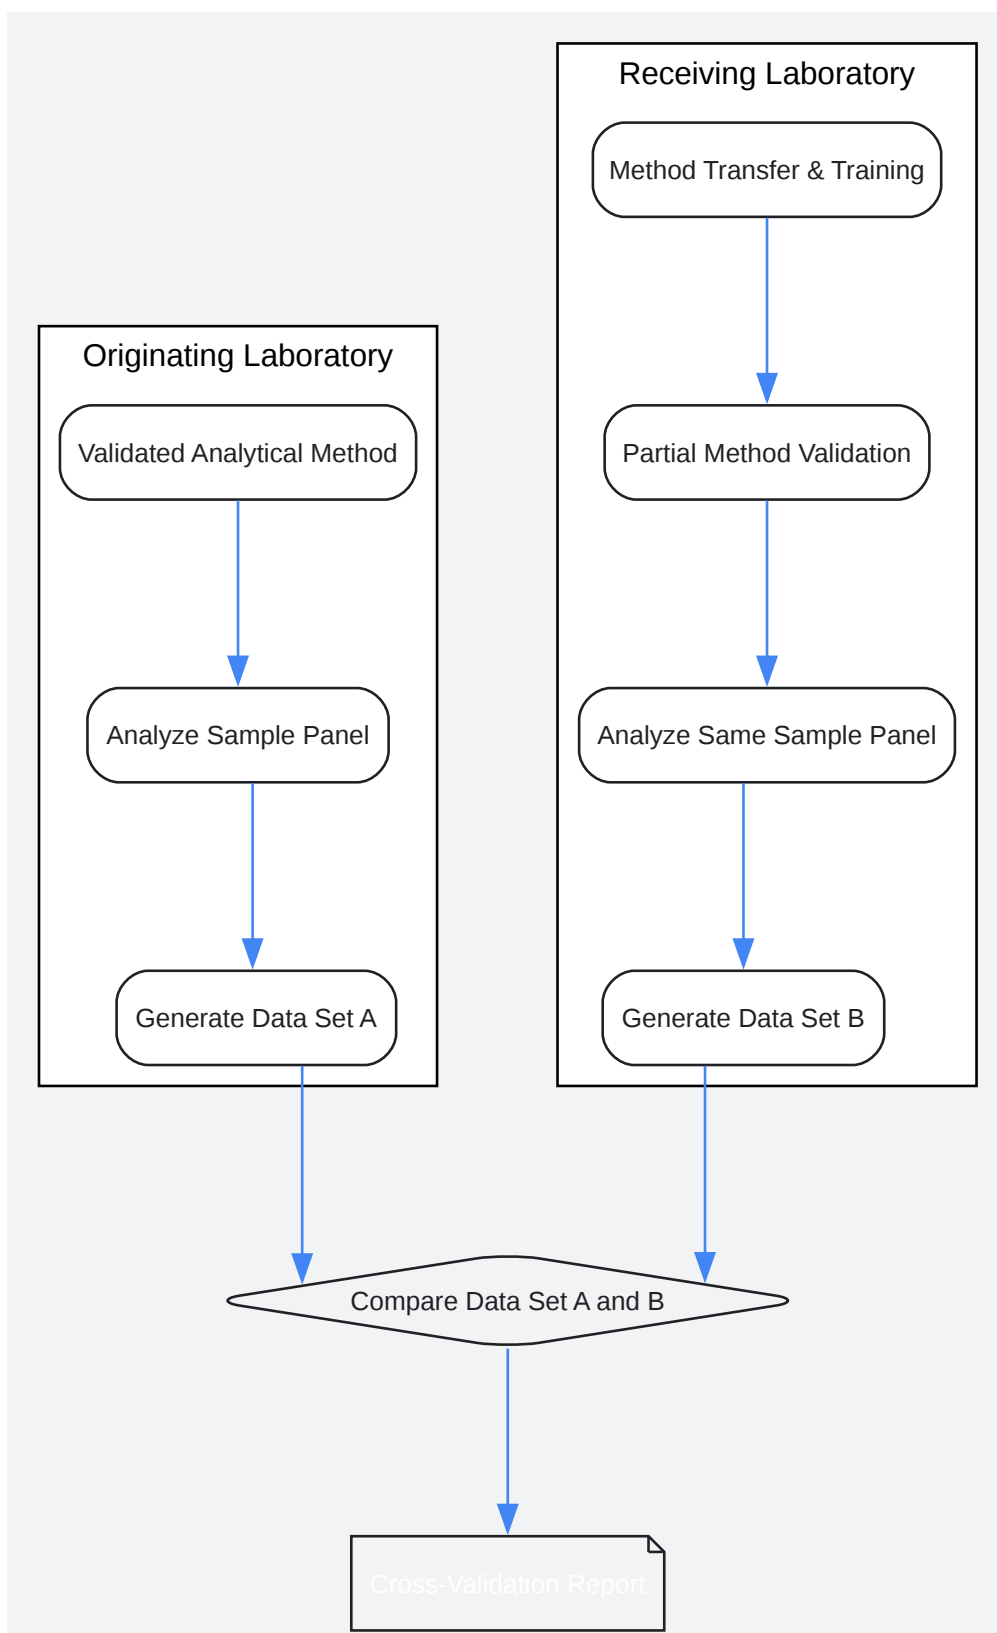 Receiving Laboratory
Method Transfer & Training
Originating Laboratory
Validated Analytical Method
Partial Method Validation
Analyze Sample Panel
Analyze Same Sample Panel
Generate Data Set A
Generate Data Set B
Compare Data Set A and B
Cross-Validation Report